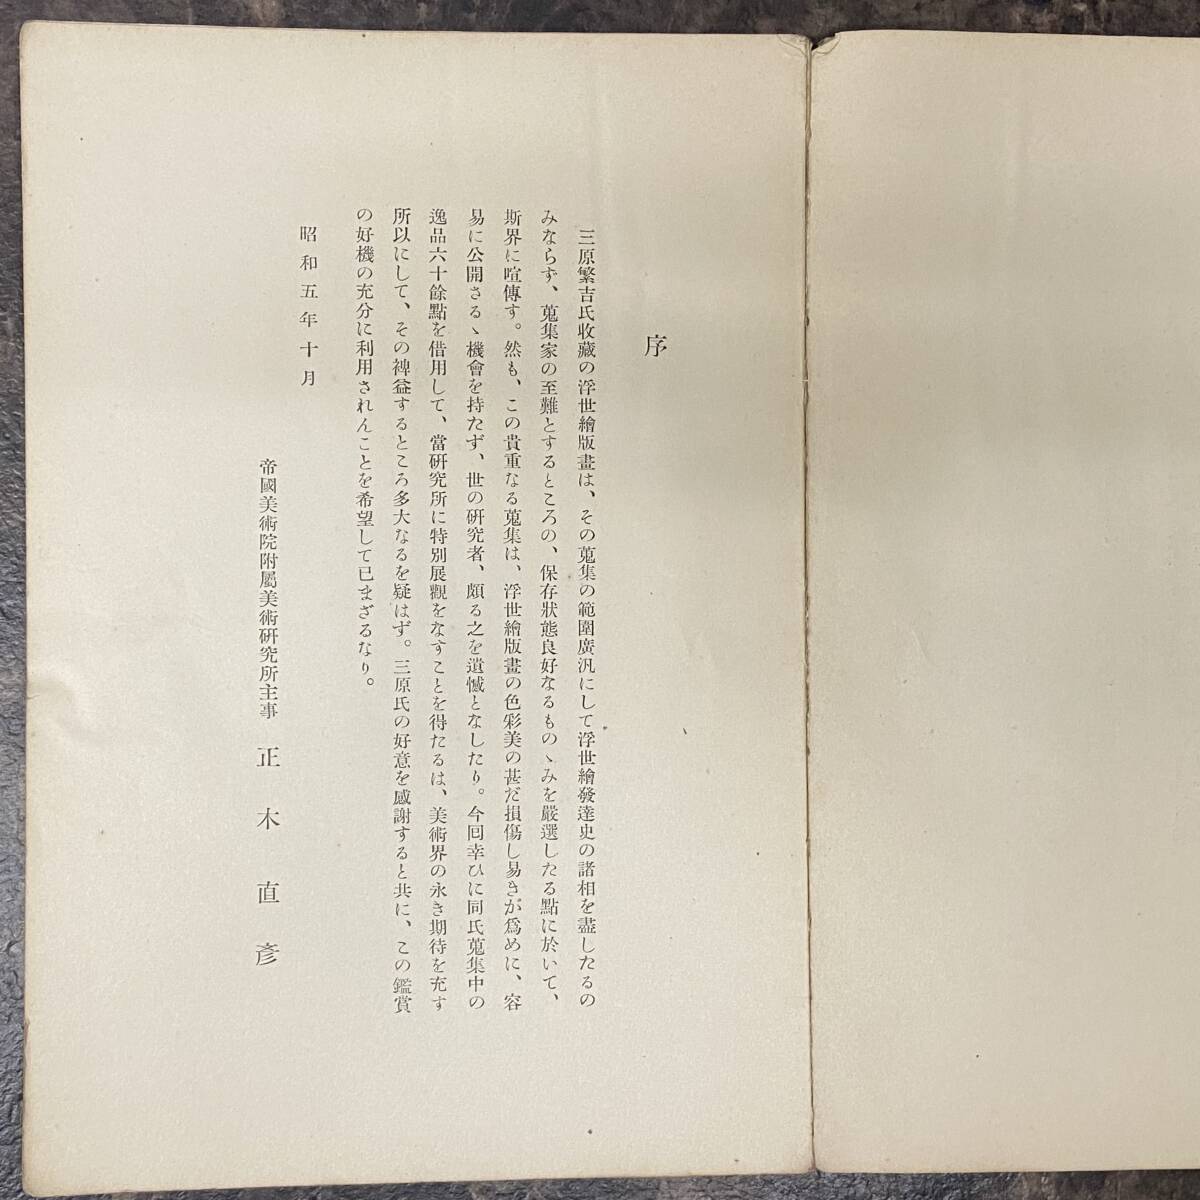 序
三原繁吉氏收藏の浮世繪版畫は、その蒐集の範圍廣汎にして浮世繪發達史の諸相を盡したるの
みならず、蒐集家の至難とするところの、保存狀態良好なるものゝみを嚴選したる點に於いて、
斯界に喧傳す。然も、この貴重なる蒐集は、浮世繪版畫の色彩美の甚だ損傷し易きが爲めに、容
易に公開さるゝ機會を持たず、世の硏究者、頗る之を遺憾となしたり。今回幸ひに同氏蒐集中の
逸品六十餘點を借用して、當硏究所に特別展觀をなすことを得たるは、美術界の永き期待を充す
所以にして、その裨益するところ多大なるを疑はず。三原氏の好意を感謝すると共に、この鑑賞
の好機の充分に利用されんことを希望して已まざるなり。
昭和五年十月
帝國美術院附屬美術硏究所主事 正木直彥